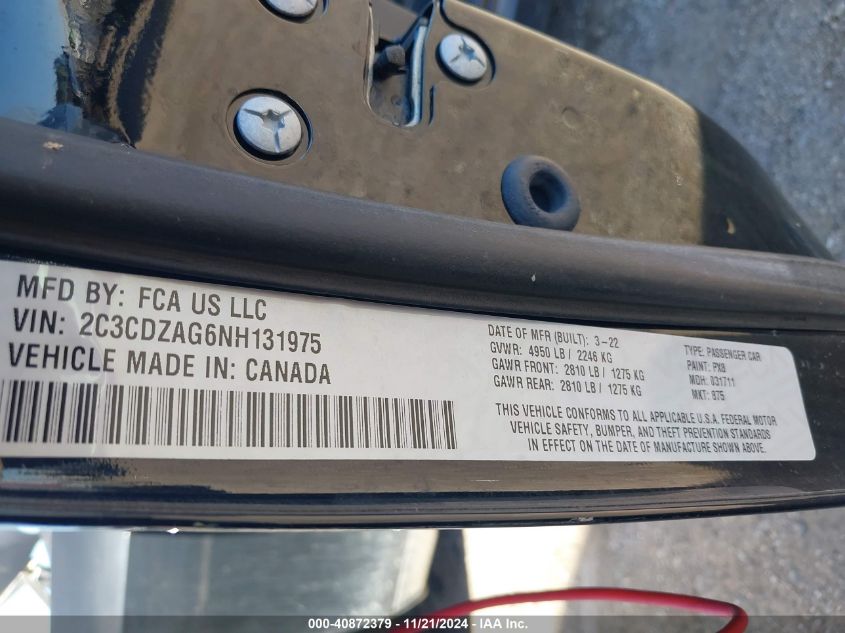 MFD BY: FCA US LLC
VIN: 2C3CDZAG6NH131975
VEHICLE MADE IN: CANADA
DATE OF MFR (BUILT): 3-22
GVWR: 4950 LB / 2246 KG
GAWR FRONT: 2810 LB / 1275 KG
GAWR REAR: 2810 LB / 1275 KG
TYPE: PASSENGER CAR
PAINT: PX8
MDH: 031711
MKT: 875
THIS VEHICLE CONFORMS TO ALL APPLICABLE U.S.A. FEDERAL MOTOR
VEHICLE SAFETY, BUMPER, AND THEFT PREVENTION STANDARDS
IN EFFECT ON THE DATE OF MANUFACTURE SHOWN ABOVE.
000-40872379 - 11/21/2024 - IAA Inc.